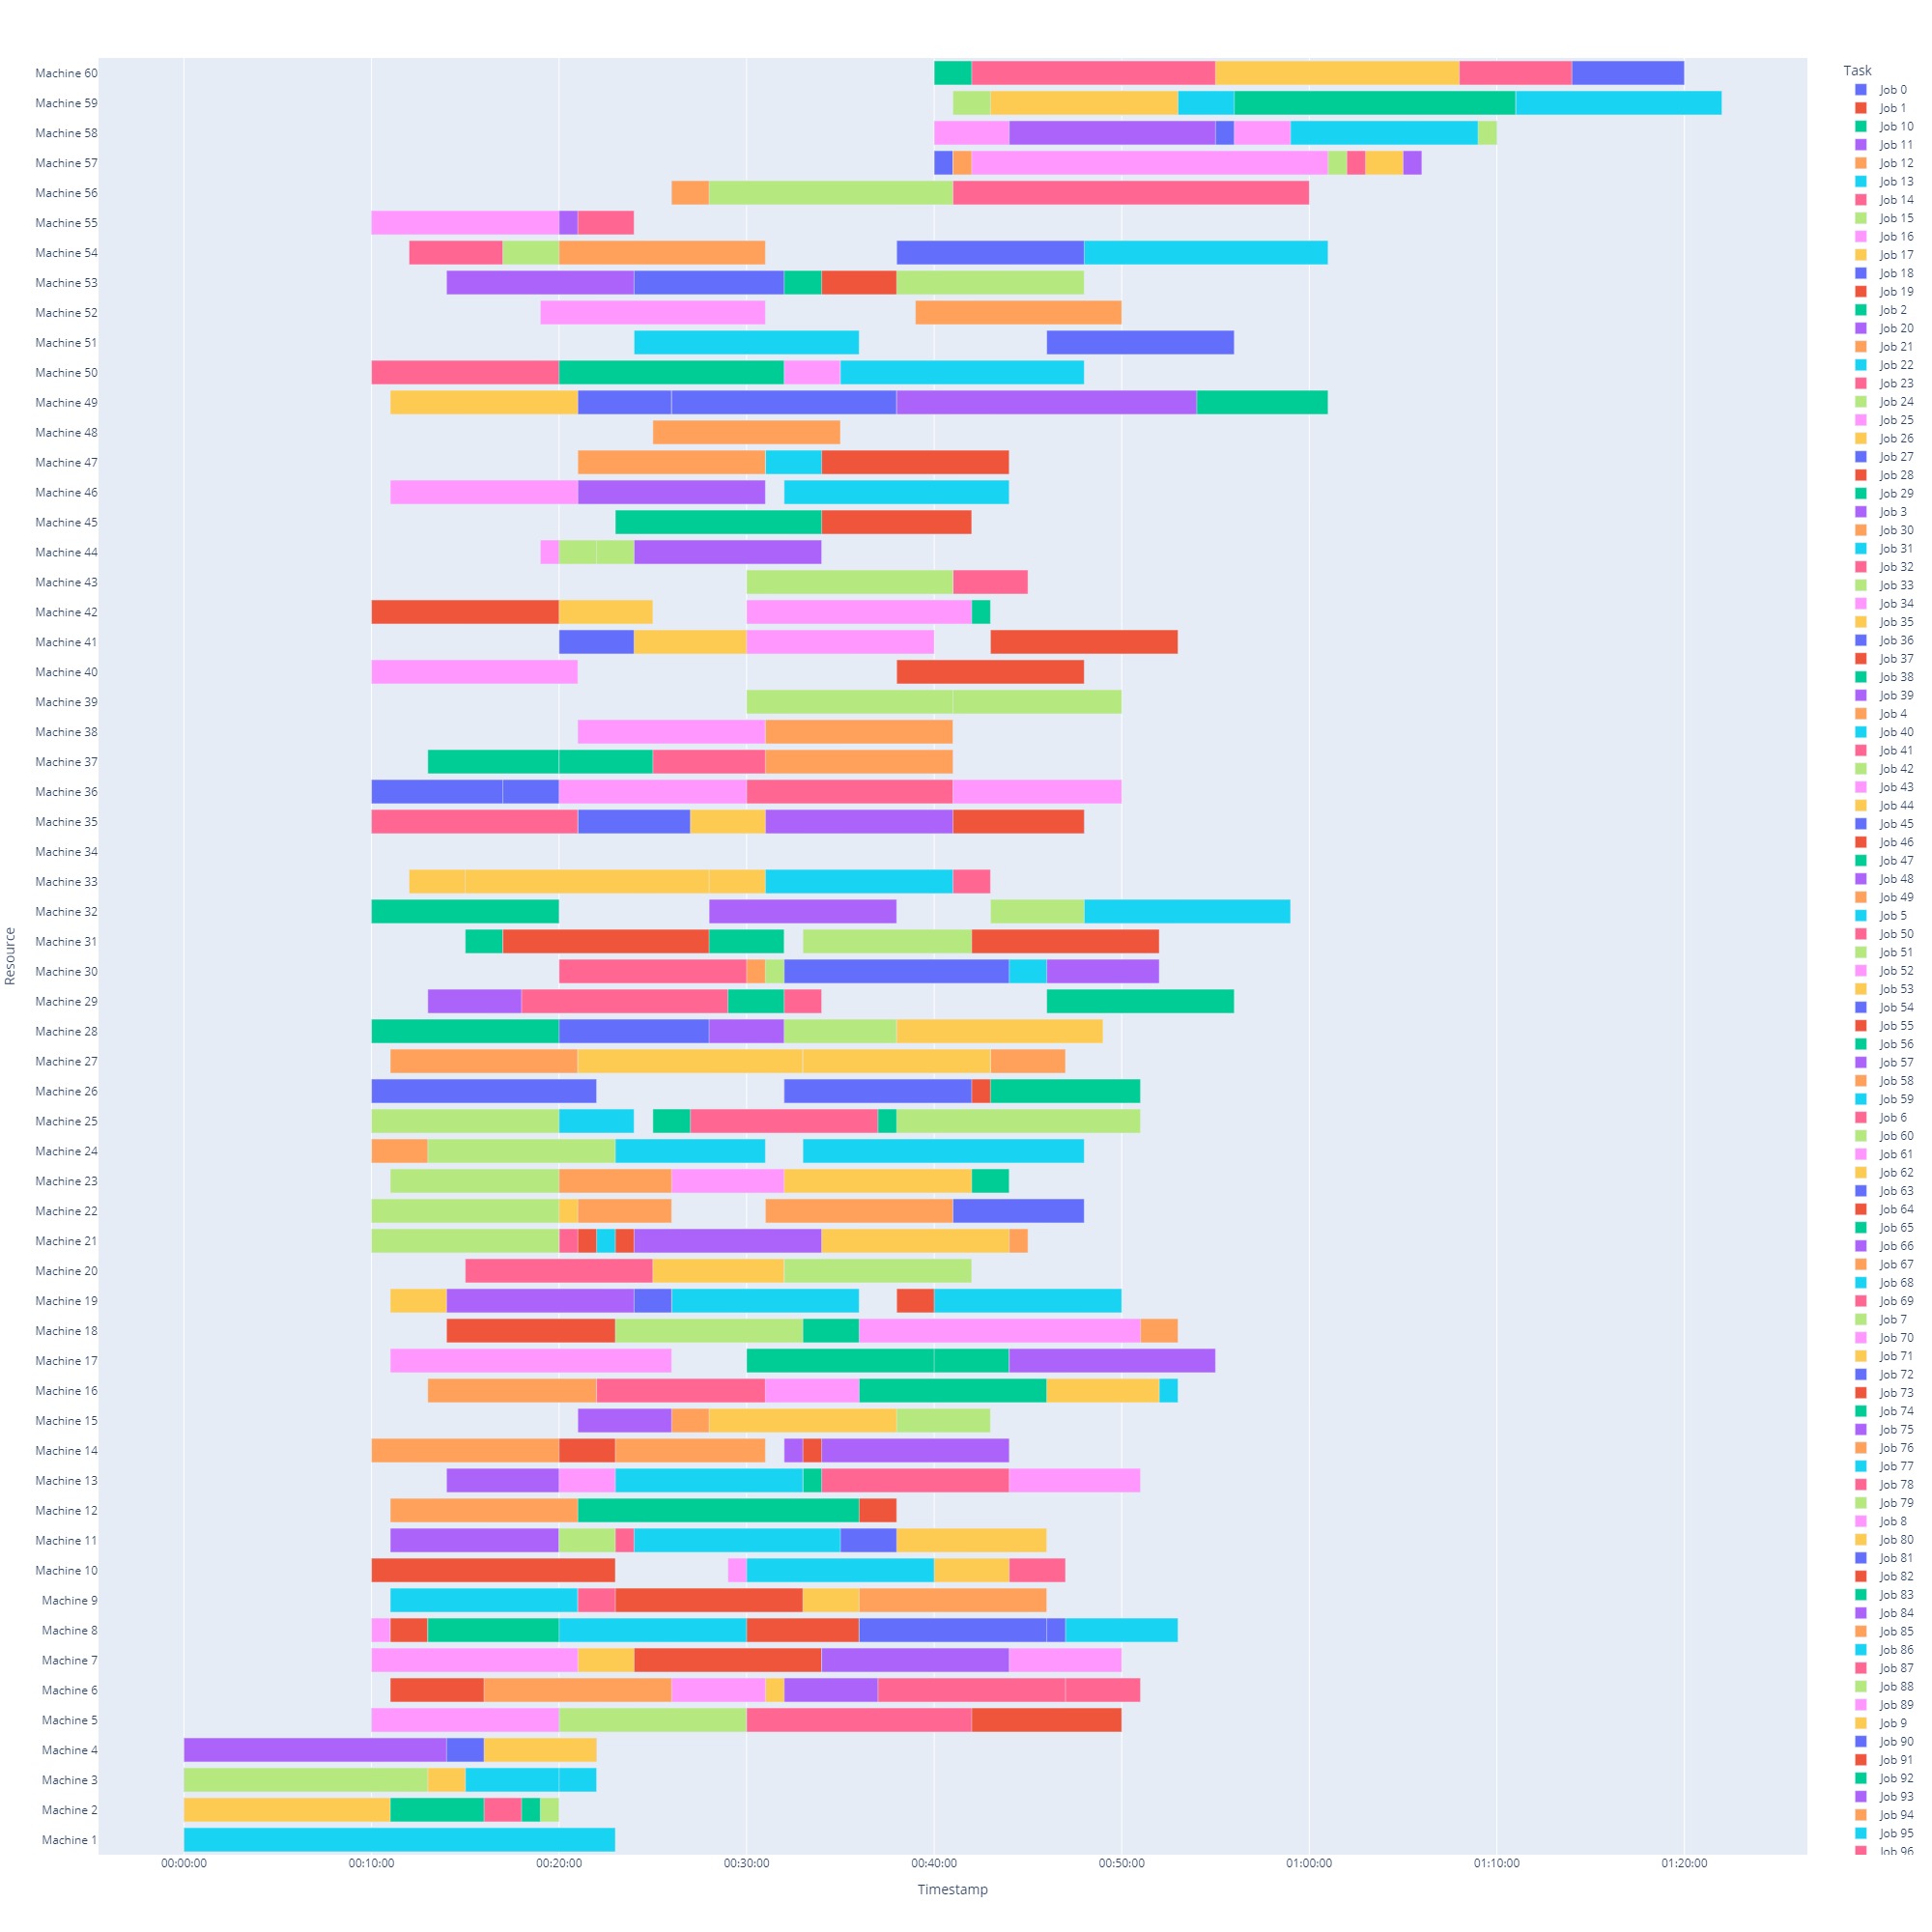 Machine 60
Machine 59
Machine 58
Machine 57
Machine 56
Machine 55
Machine 54
Machine 53
Machine 52
Machine 51
Machine 50
Machine 49
Machine 48
Machine 47
Machine 46
Machine 45
Machine 44
Machine 43
Machine 42
Machine 41
Machine 40
Machine 39
Machine 38
Machine 37
Machine 36
Machine 35
Machine 34
Machine 33
Machine 32
Machine 31
Machine 30
Machine 29
Machine 28
Machine 27
Machine 26
Machine 25
Machine 24
Machine 23
Machine 22
Machine 21
Machine 20
Machine 19
Machine 18
Machine 17
Machine 16
Machine 15
Machine 14
Machine 13
Machine 12
Machine 11
Machine 10
Machine 9
Machine 8
Machine 7
Machine 6
Machine 5
Machine 4
Machine 3
Machine 2
Machine 1
Resource
00:00:00 00:10:00 00:20:00 00:30:00 00:40:00 00:50:00 01:00:00 01:10:00 01:20:00
Timestamp
Task
Job 0
Job 1
Job 10
Job 11
Job 12
Job 13
Job 14
Job 15
Job 16
Job 17
Job 18
Job 19
Job 2
Job 20
Job 21
Job 22
Job 23
Job 24
Job 25
Job 26
Job 27
Job 28
Job 29
Job 3
Job 30
Job 31
Job 32
Job 33
Job 34
Job 35
Job 36
Job 37
Job 38
Job 39
Job 4
Job 40
Job 41
Job 42
Job 43
Job 44
Job 45
Job 46
Job 47
Job 48
Job 49
Job 5
Job 50
Job 51
Job 52
Job 53
Job 54
Job 55
Job 56
Job 57
Job 58
Job 59
Job 6
Job 60
Job 61
Job 62
Job 63
Job 64
Job 65
Job 66
Job 67
Job 68
Job 69
Job 7
Job 70
Job 71
Job 72
Job 73
Job 74
Job 75
Job 76
Job 77
Job 78
Job 79
Job 8
Job 80
Job 81
Job 82
Job 83
Job 84
Job 85
Job 86
Job 87
Job 88
Job 89
Job 9
Job 90
Job 91
Job 92
Job 93
Job 94
Job 95
Job 96